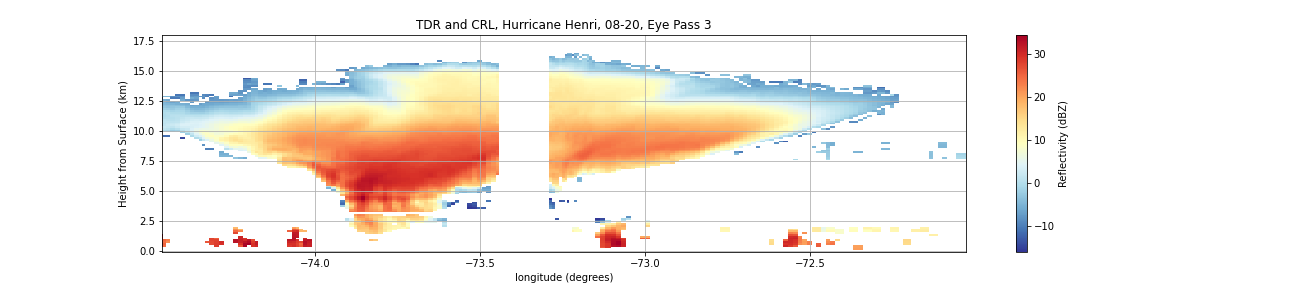 TDR and CRL, Hurricane Henri, 08-20, Eye Pass 3
17.5
15.0
12.5
10.0
7.5
5.0
2.5
0.0
Height from Surface (km)
−74.0 −73.5 −73.0 −72.5
longitude (degrees)
30
20
10
0
−10
Reflectivity (dBZ)